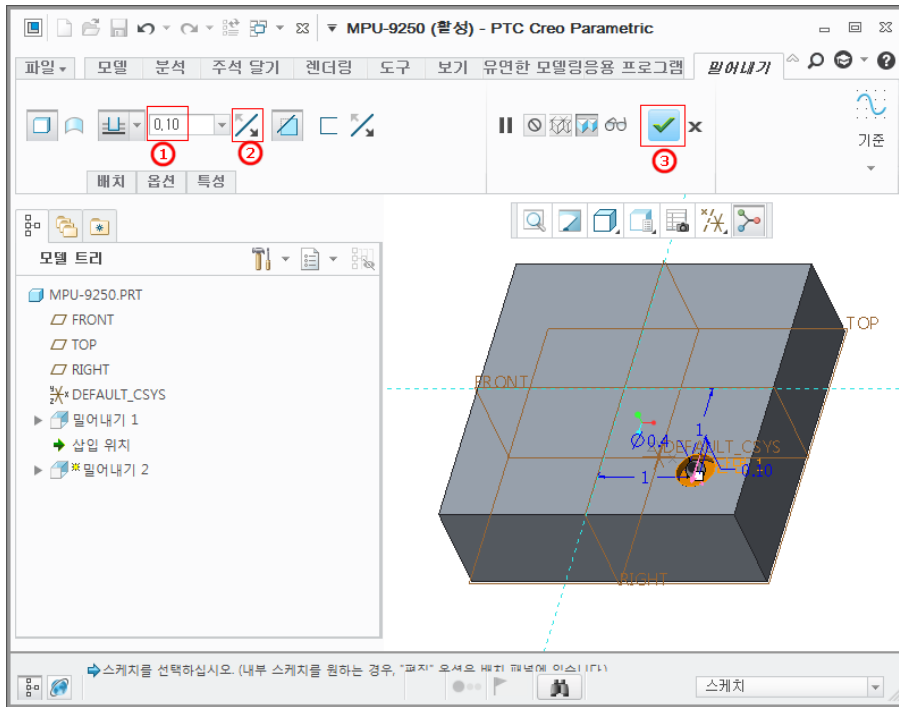 MPU-9250 (활성) - PTC Creo Parametric
파일 모델 분석 주석 달기 렌더링 도구 보기 유연한 모델링응용 프로그램 밀어내기
0.10
① ② ③
기준
배치 옵션 특성
모델 트리
MPU-9250.PRT
FRONT
TOP
RIGHT
DEFAULT_CSYS
밀어내기 1
삽입 위치
밀어내기 2
TOP
FRONT
1
Ø0.4
DEFAULT_CSYS
1
0.10
RIGHT
스케치를 선택하십시오. (내부 스케치를 원하는 경우, "편집" 옵션은 배치 패널에 있습니다.)
스케치